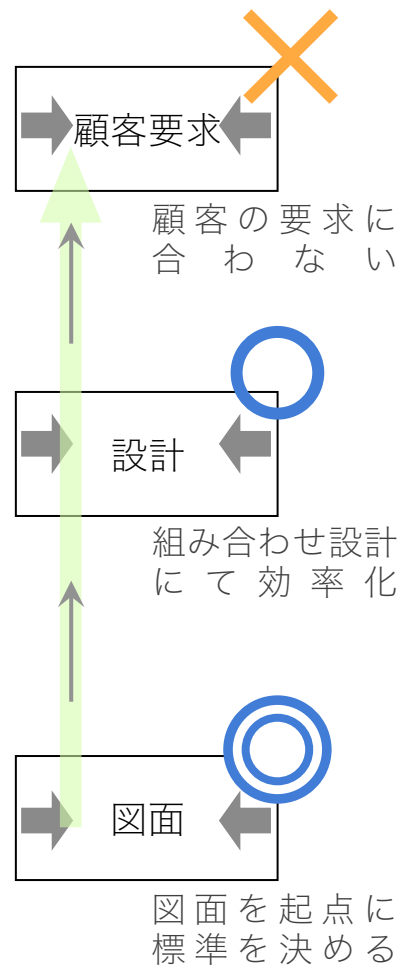 顧客要求
顧客の要求に
合わない
設計
組み合わせ設計
にて効率化
図面
図面を起点に
標準を決める